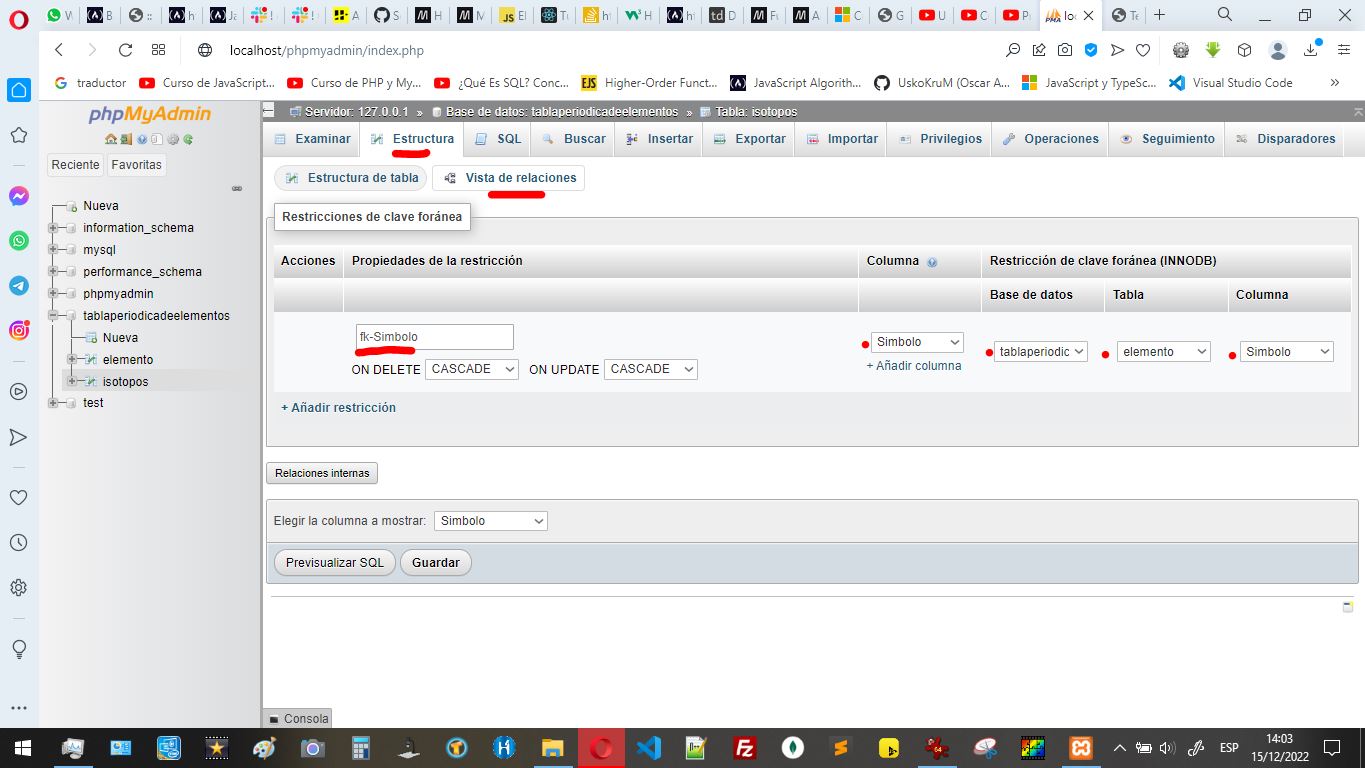 W
B
::
h
J
S
H
M
El
T
h
H
h
D
Fu
A
C
G
U
C
P
lo
Te
localhost/phpmyadmin/index.php
traductor
Curso de JavaScript...
Curso de PHP y My...
¿Qué Es SQL? Conc...
EJS Higher-Order Funct...
JavaScript Algorith...
UskoKruM (Oscar A...
JavaScript y TypeSc...
Visual Studio Code
»
phpMyAdmin
Reciente Favoritas
Nueva
information_schema
mysql
performance_schema
phpmyadmin
tablaperiodicadeelementos
Nueva
elemento
isotopos
test
Servidor: 127.0.0.1 » Base de datos: tablaperiodicadeelementos » Tabla: isotopos
Examinar Estructura SQL Buscar Insertar Exportar Importar Privilegios Operaciones Seguimiento Disparadores
Estructura de tabla Vista de relaciones
Restricciones de clave foránea
Acciones Propiedades de la restricción Columna Restricción de clave foránea (INNODB)
Base de datos Tabla Columna
fk-Simbolo
Simbolo tablaperiodic elemento Simbolo
ON DELETE CASCADE ON UPDATE CASCADE
+ Añadir columna
+ Añadir restricción
Relaciones internas
Elegir la columna a mostrar: Simbolo
Previsualizar SQL Guardar
Consola
ESP
14:03
15/12/2022